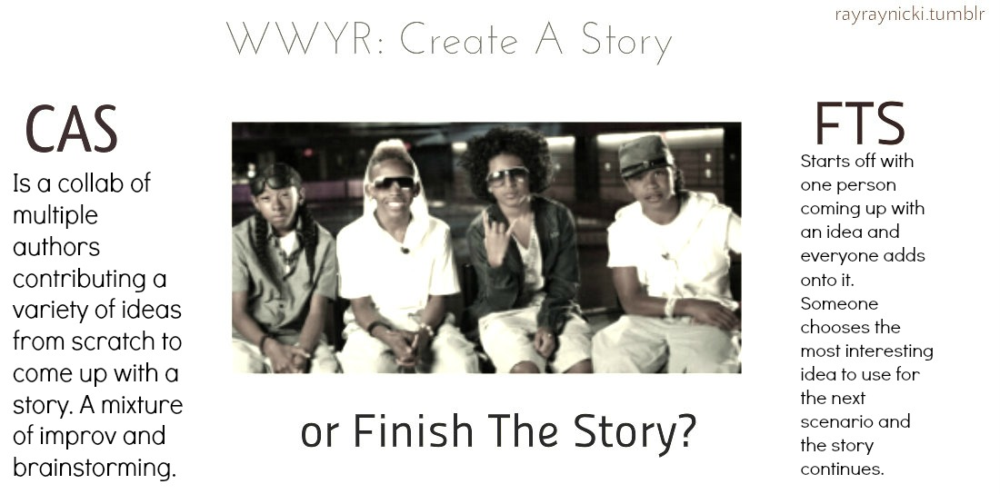 rayraynicki.tumblr
WWYR: Create A Story
CAS
Is a collab of
multiple
authors
contributing a
variety of ideas
from scratch to
come up with a
story. A mixture
of improv and
brainstorming.
or Finish The Story?
FTS
Starts off with
one person
coming up with
an idea and
everyone adds
onto it.
Someone
chooses the
most interesting
idea to use for
the next
scenario and
the story
continues.